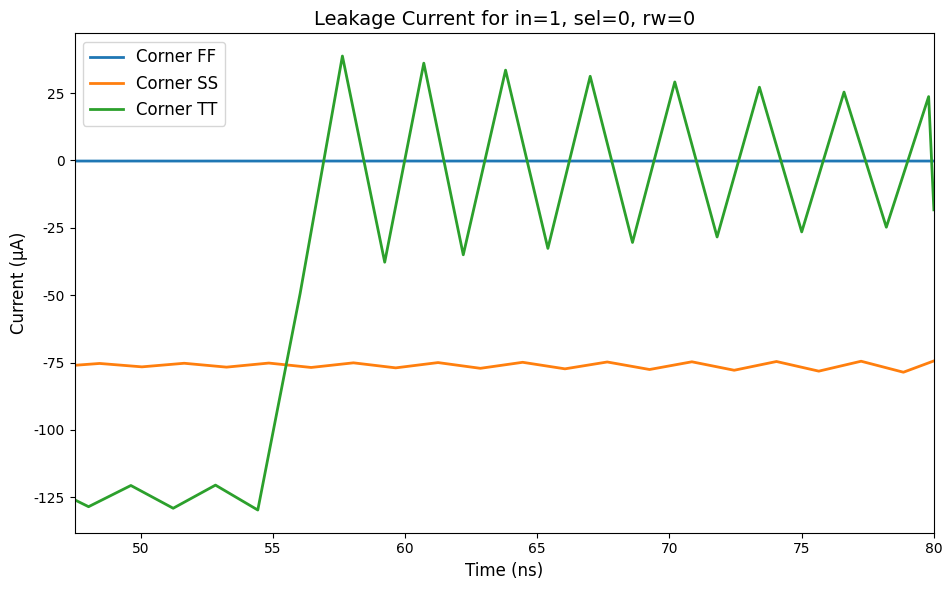 Leakage Current for in=1, sel=0, rw=0
Corner FF
Corner SS
Corner TT
25
0
-25
-50
-75
-100
-125
Current (μA)
50 55 60 65 70 75 80
Time (ns)